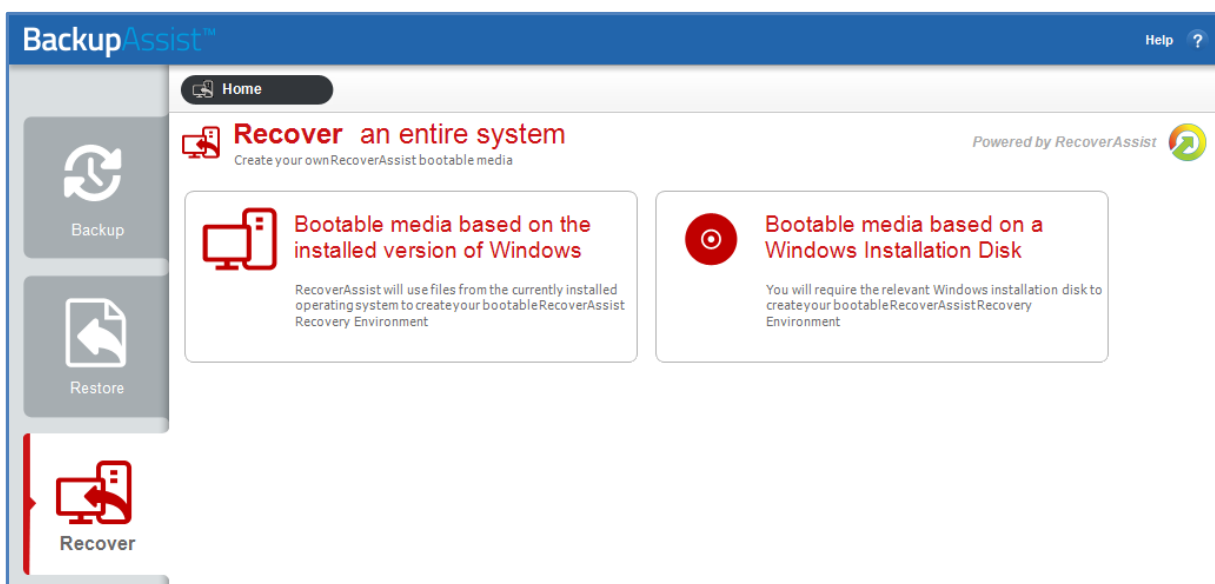 BackupAssist™
Help ?
Home
Recover an entire system
Create your own RecoverAssist bootable media
Powered by RecoverAssist
Backup
Restore
Recover
Bootable media based on the
installed version of Windows
RecoverAssist will use files from the currently installed
operating system to create your bootable RecoverAssist
Recovery Environment
Bootable media based on a
Windows Installation Disk
You will require the relevant Windows installation disk to
create your bootable RecoverAssist Recovery
Environment